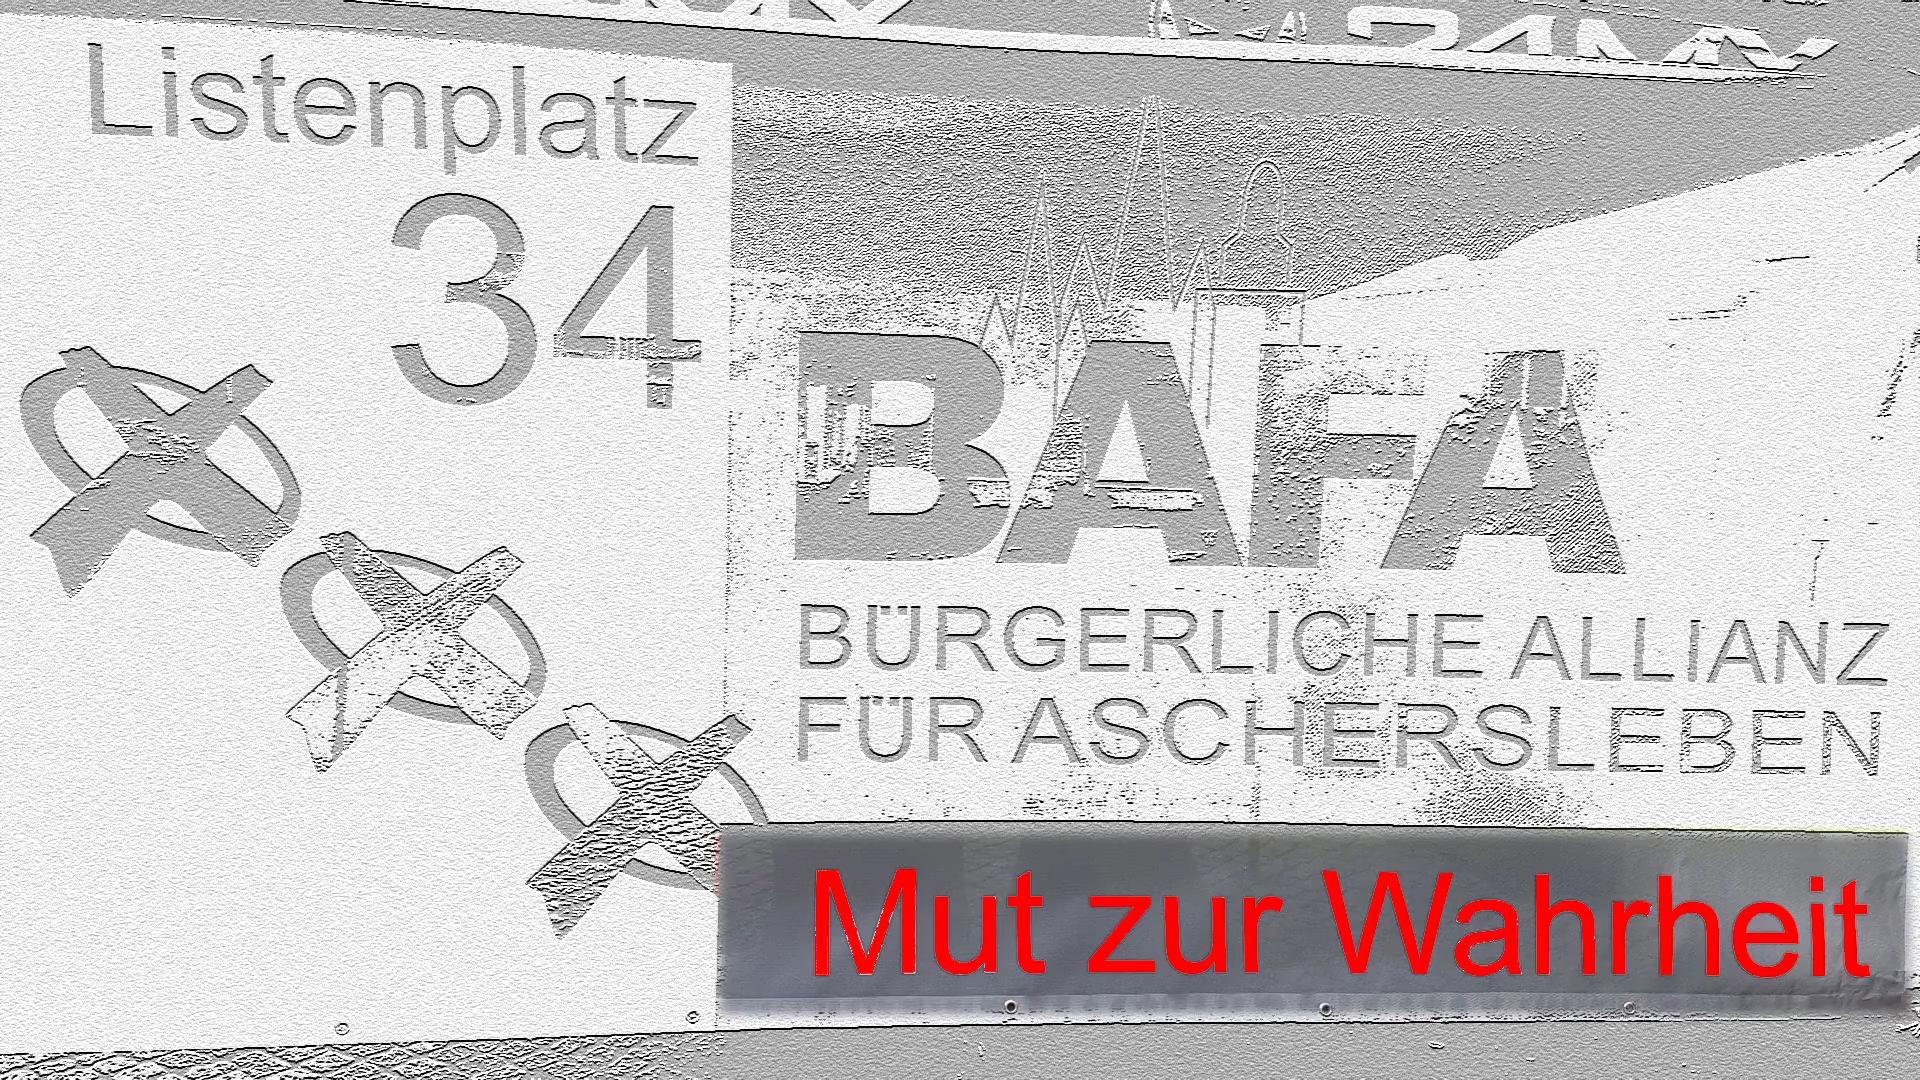 Listenplatz
34
BAFA
BÜRGERLICHE ALLIANZ
FÜR ASCHERSLEBEN
Mut zur Wahrheit